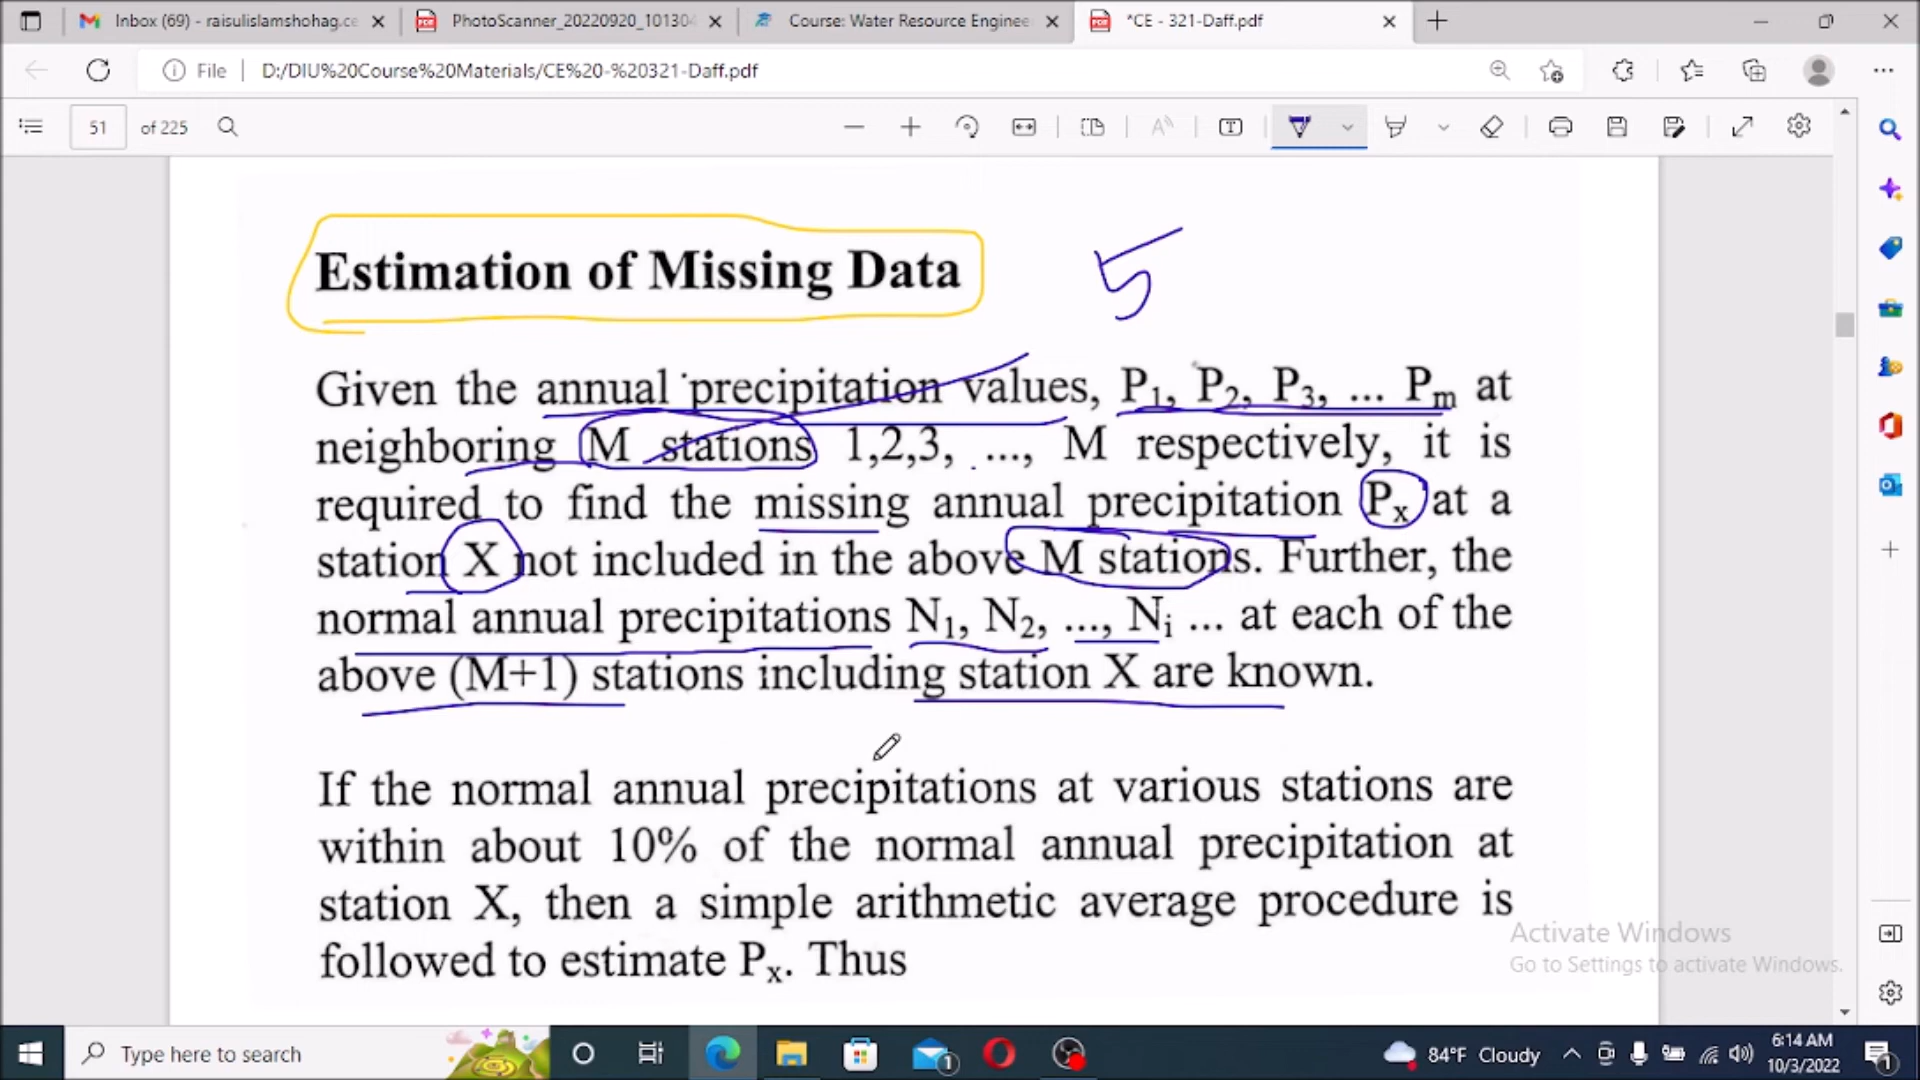 Inbox (69) - raisulislamshohag.ce
PhotoScanner_20220920_101304
Course: Water Resource Enginee
*CE - 321-Daff.pdf
File
D:/DIU%20Course%20Materials/CE%20-%20321-Daff.pdf
51 of 225
Estimation of Missing Data
5
Given the annual precipitation values, P1, P2, P3, ... Pm at
neighboring M stations 1,2,3, ..., M respectively, it is
required to find the missing annual precipitation Px at a
station X not included in the above M stations. Further, the
normal annual precipitations N1, N2, ..., Ni ... at each of the
above (M+1) stations including station X are known.
If the normal annual precipitations at various stations are
within about 10% of the normal annual precipitation at
station X, then a simple arithmetic average procedure is
followed to estimate Px. Thus
Activate Windows
Go to Settings to activate Windows.
Type here to search
1
84°F Cloudy
6:14 AM
10/3/2022
1